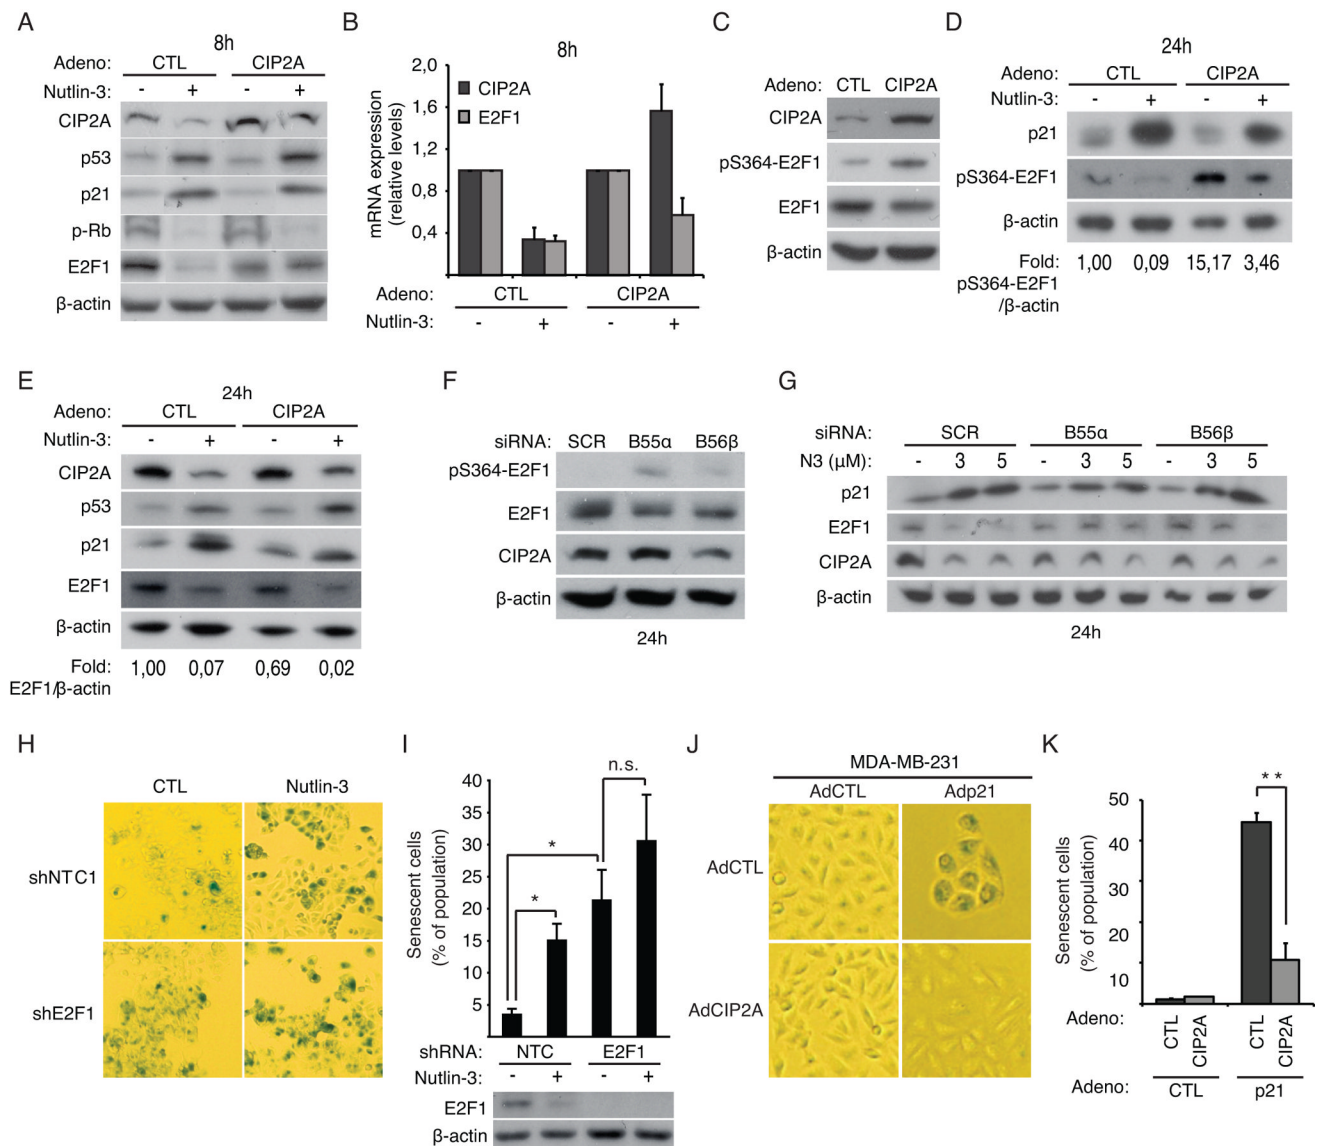 A
8h
Adeno: CTL CIP2A
Nutlin-3: - + - +
CIP2A
p53
p21
p-Rb
E2F1
β-actin
B
8h
mRNA expression
(relative levels)
2,0
1,6
1,2
0,8
0,4
CIP2A
E2F1
Adeno: CTL CIP2A
Nutlin-3: - + - +
C
Adeno: CTL CIP2A
CIP2A
pS364-E2F1
E2F1
β-actin
D
24h
Adeno: CTL CIP2A
Nutlin-3: - + - +
p21
pS364-E2F1
β-actin
Fold: 1,00 0,09 15,17 3,46
pS364-E2F1
/β-actin
E
24h
Adeno: CTL CIP2A
Nutlin-3: - + - +
CIP2A
p53
p21
E2F1
β-actin
Fold: 1,00 0,07 0,69 0,02
E2F1/β-actin
F
siRNA: SCR B55α B56β
pS364-E2F1
E2F1
CIP2A
β-actin
24h
G
siRNA: SCR B55α B56β
N3 (μM): - 3 5 - 3 5 - 3 5
p21
E2F1
CIP2A
β-actin
24h
H
CTL Nutlin-3
shNTC1
shE2F1
I
Senescent cells
(% of population)
40
35
30
25
20
15
10
5
0
*
*
n.s.
shRNA: NTC E2F1
Nutlin-3: - + - +
E2F1
β-actin
J
MDA-MB-231
AdCTL Adp21
AdCTL
AdCIP2A
K
Senescent cells
(% of population)
50
40
30
20
10
**
Adeno: CTL CIP2A CTL CIP2A
Adeno: CTL p21